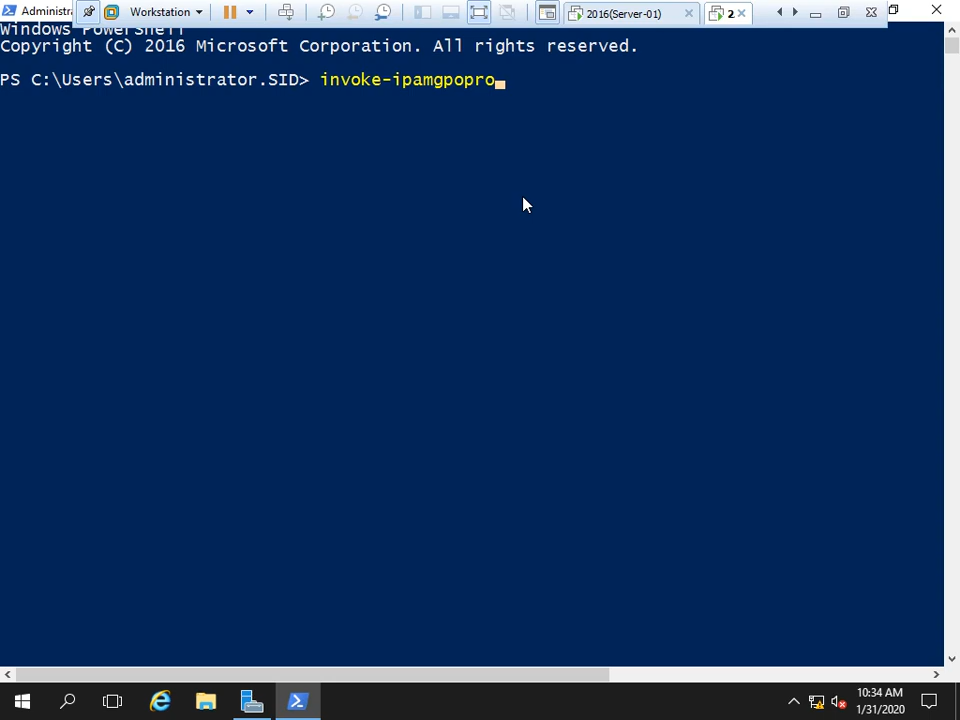 Administra
Workstation
2016(Server-01)
2
Windows PowerShell
Copyright (C) 2016 Microsoft Corporation. All rights reserved.
PS C:\Users\administrator.SID> invoke-ipamgpopro
10:34 AM
1/31/2020